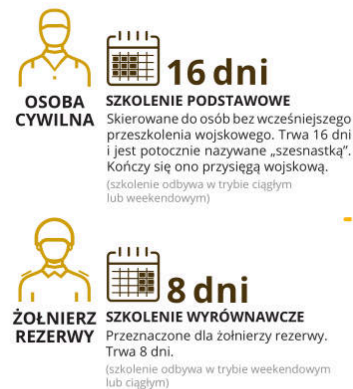 16 dni
OSOBA
CYWILNA
SZKOLENIE PODSTAWOWE
Skierowane do osób bez wcześniejszego
przeszkolenia wojskowego. Trwa 16 dni
i jest potocznie nazywane „szesnastką”.
Kończy się ono przysięgą wojskową.
(szkolenie odbywa w trybie ciągłym
lub weekendowym)
8 dni
ŻOŁNIERZ
REZERWY
SZKOLENIE WYRÓWNAWCZE
Przeznaczone dla żołnierzy rezerwy.
Trwa 8 dni.
(szkolenie odbywa w trybie weekendowym
lub ciągłym)